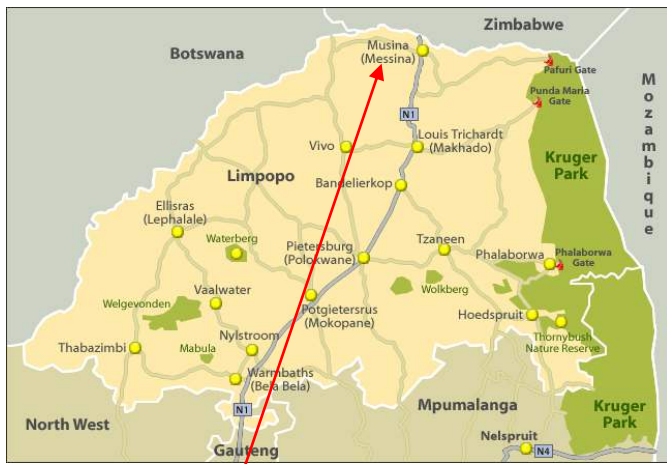 Zimbabwe
Botswana
Musina
(Messina)
Pafuri Gate
Punda Maria
Gate
Mozambique
N1
Vivo
Louis Trichardt
(Makhado)
Kruger
Park
Limpopo
Bandelierkop
Ellisras
(Lephalale)
Waterberg
Pietersburg
(Polokwane)
Tzaneen
Phalaborwa
Phalaborwa
Gate
Welgevonden
Vaalwater
Potgietersrus
(Mokopane)
Wolkberg
Hoedspruit
Thornybush
Nature Reserve
Thabazimbi
Mabula
Nylstroom
Warmbaths
(Bela Bela)
N1
North West
Gauteng
Mpumalanga
Kruger
Park
Nelspruit
N4